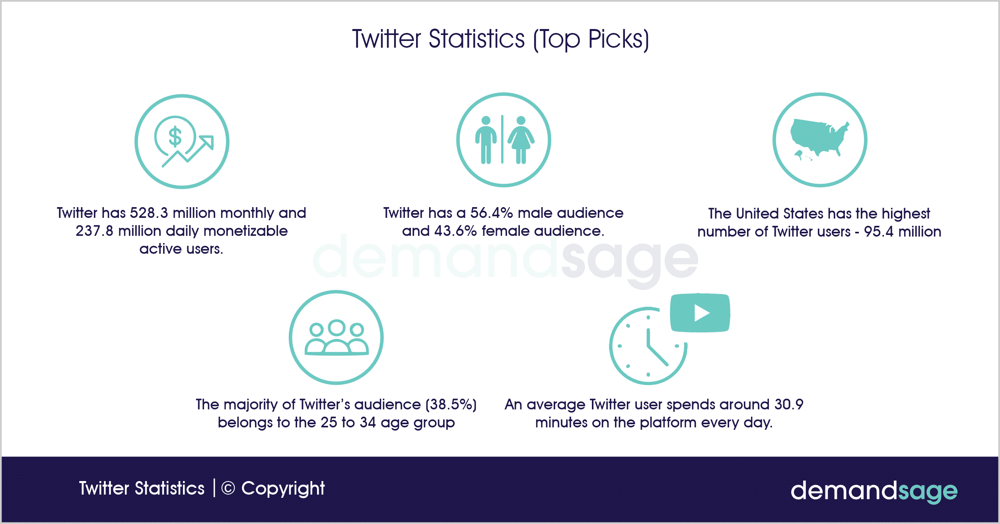 Twitter Statistics (Top Picks)
$
Twitter has 528.3 million monthly and
237.8 million daily monetizable
active users.
Twitter has a 56.4% male audience
and 43.6% female audience.
The United States has the highest
number of Twitter users - 95.4 million
demandsage
The majority of Twitter’s audience (38.5%)
belongs to the 25 to 34 age group
An average Twitter user spends around 30.9
minutes on the platform every day.
Twitter Statistics | © Copyright
demandsage